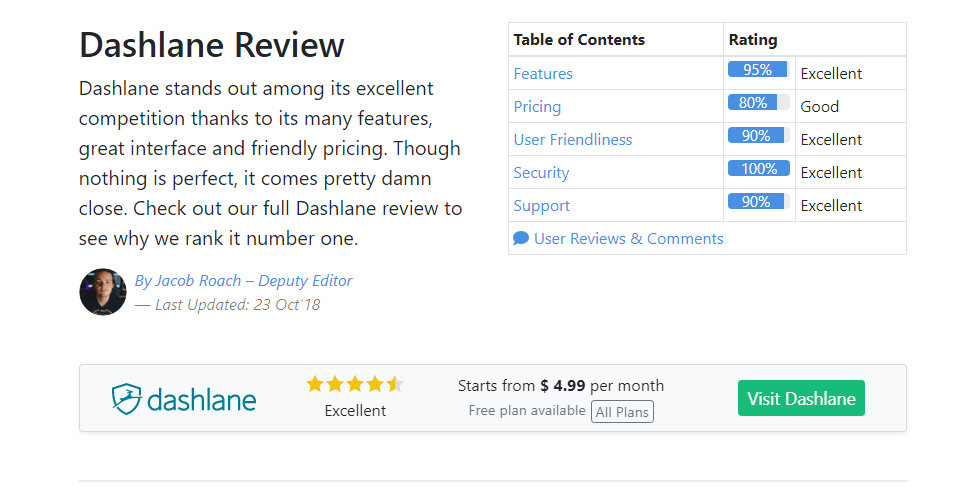 Dashlane Review
Dashlane stands out among its excellent
competition thanks to its many features,
great interface and friendly pricing. Though
nothing is perfect, it comes pretty damn
close. Check out our full Dashlane review to
see why we rank it number one.
By Jacob Roach – Deputy Editor
— Last Updated: 23 Oct'18
Table of Contents Rating
Features 95% Excellent
Pricing 80% Good
User Friendliness 90% Excellent
Security 100% Excellent
Support 90% Excellent
User Reviews & Comments
dashlane
Excellent
Starts from $ 4.99 per month
Free plan available All Plans
Visit Dashlane